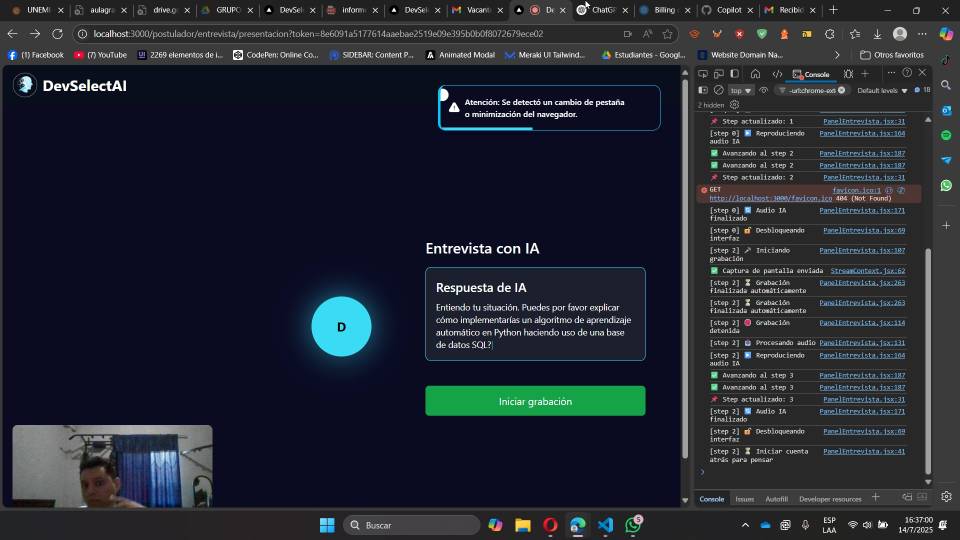 UNEMI
aulagra
drive.go
GRUPO
DevSele
inform
DevSele
Vacant
De
ChatGP
Billing
Copilot
Recibid
localhost:3000/postulador/entrevista/presentacion?token=8e6091a5177614aaebae2519e09e395b0b0f8072679ece02
(1) Facebook
(7) YouTube
2269 elementos de i...
CodePen: Online Co...
SIDEBAR: Content P...
Animated Modal
Meraki UI Tailwind...
Estudiantes - Googl...
Website Domain Na...
Otros favoritos
DevSelectAI
Atención: Se detectó un cambio de pestaña
o minimización del navegador.
Entrevista con IA
Respuesta de IA
Entiendo tu situación. Puedes por favor explicar
cómo implementarías un algoritmo de aprendizaje
automático en Python haciendo uso de una base
de datos SQL?
D
Iniciar grabación
Console
top
-url:chrome-ext
Default levels
18
2 hidden
Step actualizado: 1 PanelEntrevista.jsx:31
[step 0] Reproduciendo PanelEntrevista.jsx:164
audio IA
Avanzando al step 2 PanelEntrevista.jsx:187
Avanzando al step 2 PanelEntrevista.jsx:187
Step actualizado: 2 PanelEntrevista.jsx:31
GET favicon.ico:1
http://localhost:3000/favicon.ico 404 (Not Found)
[step 0] Audio IA PanelEntrevista.jsx:171
finalizado
[step 0] Desbloqueando PanelEntrevista.jsx:69
interfaz
[step 2] Iniciando PanelEntrevista.jsx:107
grabación
Captura de pantalla enviada StreamContext.jsx:62
[step 2] Grabación PanelEntrevista.jsx:263
finalizada automáticamente
[step 2] Grabación PanelEntrevista.jsx:263
finalizada automáticamente
[step 2] Grabación PanelEntrevista.jsx:114
detenida
[step 2] Procesando audio PanelEntrevista.jsx:131
[step 2] Reproduciendo PanelEntrevista.jsx:164
audio IA
Avanzando al step 3 PanelEntrevista.jsx:187
Avanzando al step 3 PanelEntrevista.jsx:187
Step actualizado: 3 PanelEntrevista.jsx:31
[step 2] Audio IA PanelEntrevista.jsx:171
finalizado
[step 2] Desbloqueando PanelEntrevista.jsx:69
interfaz
[step 2] Iniciar cuenta PanelEntrevista.jsx:41
atrás para pensar
Console
Issues
Autofill
Developer resources
Buscar
5
ESP
LAA
16:37:00
14/7/2025